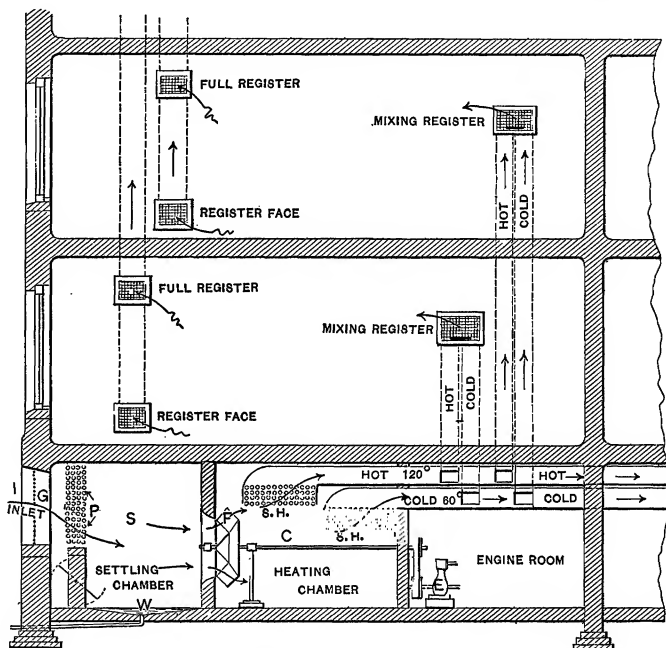 FULL REGISTER
MIXING REGISTER
HOT
COLD
REGISTER FACE
FULL REGISTER
MIXING REGISTER
HOT
COLD
REGISTER FACE
I
INLET
G
P
S
F
HOT 120°
HOT
S.H.
COLD 60°
COLD
S.H.
C
SETTLING
CHAMBER
HEATING
CHAMBER
ENGINE ROOM
W